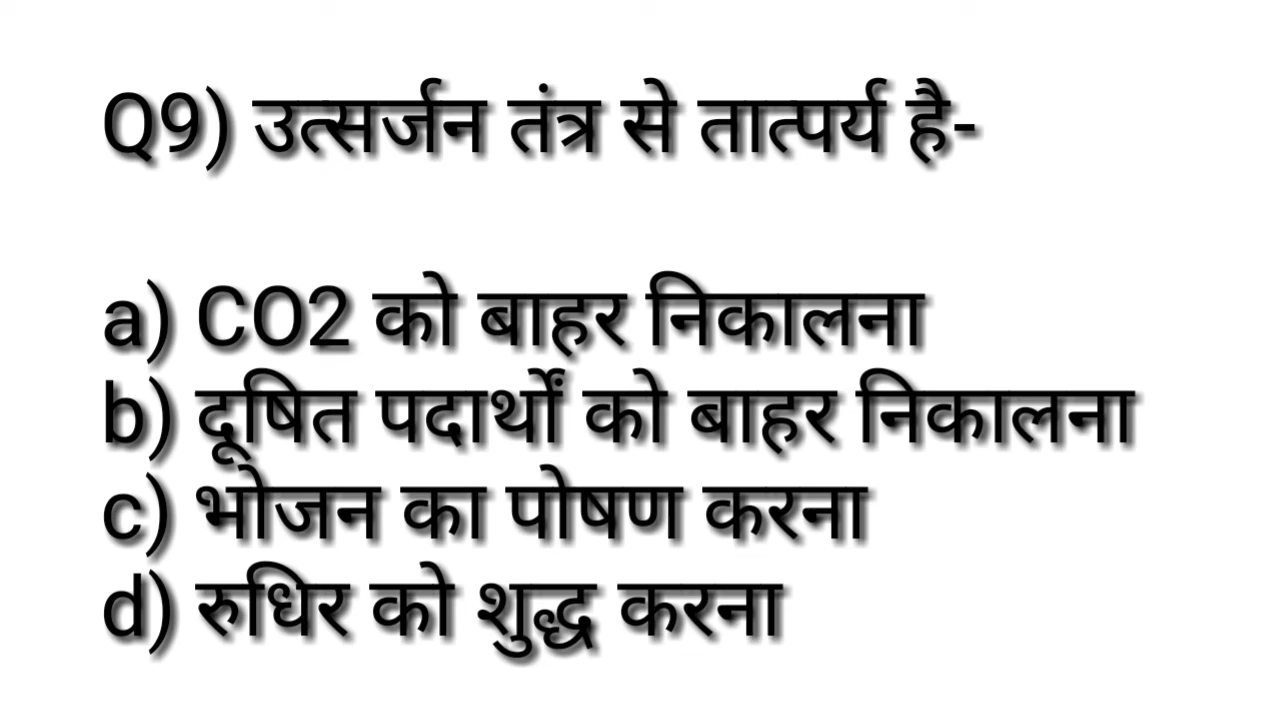 Q9) उत्सर्जन तंत्र से तात्पर्य है-
a) CO2 को बाहर निकालना
b) दूषित पदार्थों को बाहर निकालना
c) भोजन का पोषण करना
d) रुधिर को शुद्ध करना